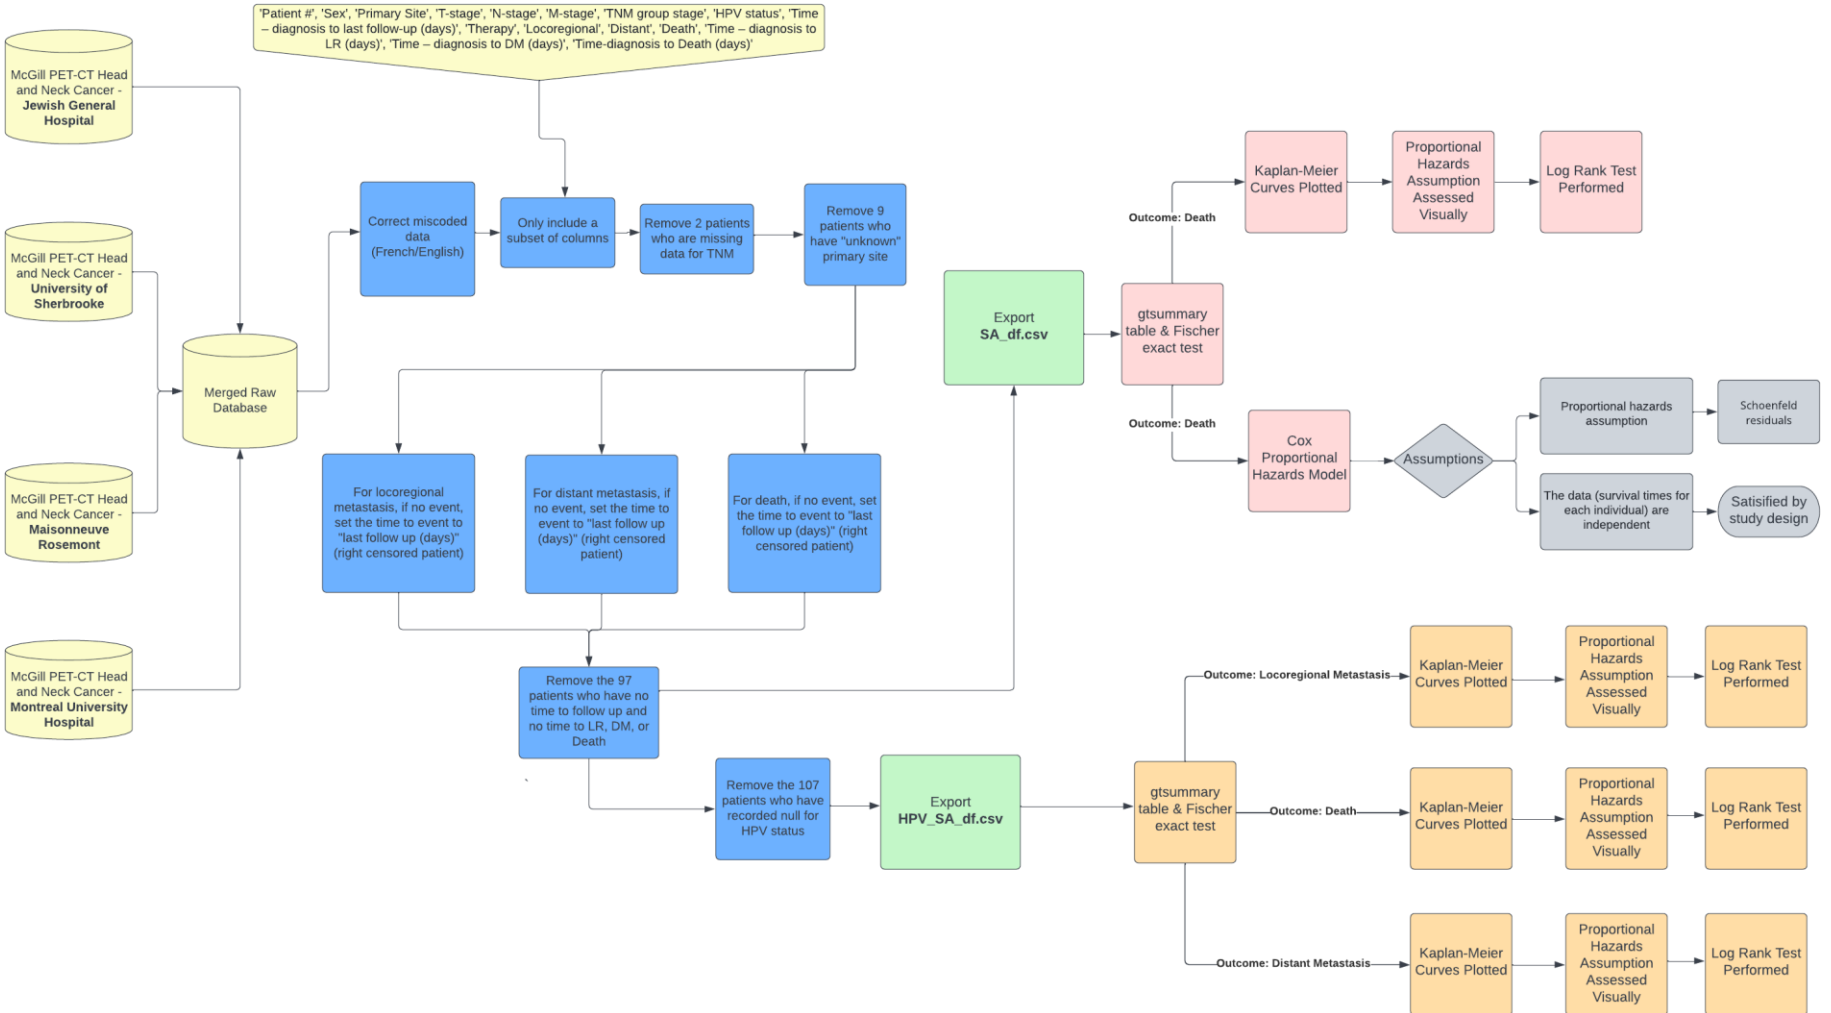 'Patient #', 'Sex', 'Primary Site', 'T-stage', 'N-stage', 'M-stage', 'TNM group stage', 'HPV status', 'Time
– diagnosis to last follow-up (days)', 'Therapy', 'Locoregional', 'Distant', 'Death', 'Time – diagnosis to
LR (days)', 'Time – diagnosis to DM (days)', 'Time-diagnosis to Death (days)'
McGill PET-CT Head
and Neck Cancer -
Jewish General
Hospital
McGill PET-CT Head
and Neck Cancer -
University of
Sherbrooke
McGill PET-CT Head
and Neck Cancer -
Maisonneuve
Rosemont
McGill PET-CT Head
and Neck Cancer -
Montreal University
Hospital
Merged Raw
Database
Correct miscoded
data
(French/English)
Only include a
subset of columns
Remove 2 patients
who are missing
data for TNM
Remove 9
patients who
have "unknown"
primary site
For locoregional
metastasis, if no event,
set the time to event to
"last follow up (days)"
(right censored patient)
For distant metastasis, if
no event, set the time to
event to "last follow up
(days)" (right censored
patient)
For death, if no event, set
the time to event to "last
follow up (days)" (right
censored patient)
Remove the 97
patients who have no
time to follow up and
no time to LR, DM, or
Death
Remove the 107
patients who have
recorded null for
HPV status
Export
SA_df.csv
Export
HPV_SA_df.csv
gtsummary
table & Fischer
exact test
Outcome: Death
Kaplan-Meier
Curves Plotted
Proportional
Hazards
Assumption
Assessed
Visually
Log Rank Test
Performed
Outcome: Death
Cox
Proportional
Hazards Model
Assumptions
Proportional hazards
assumption
Schoenfeld
residuals
The data (survival times for
each individual) are
independent
Satisified by
study design
gtsummary
table & Fischer
exact test
Outcome: Locoregional Metastasis
Kaplan-Meier
Curves Plotted
Proportional
Hazards
Assumption
Assessed
Visually
Log Rank Test
Performed
Outcome: Death
Kaplan-Meier
Curves Plotted
Proportional
Hazards
Assumption
Assessed
Visually
Log Rank Test
Performed
Outcome: Distant Metastasis
Kaplan-Meier
Curves Plotted
Proportional
Hazards
Assumption
Assessed
Visually
Log Rank Test
Performed